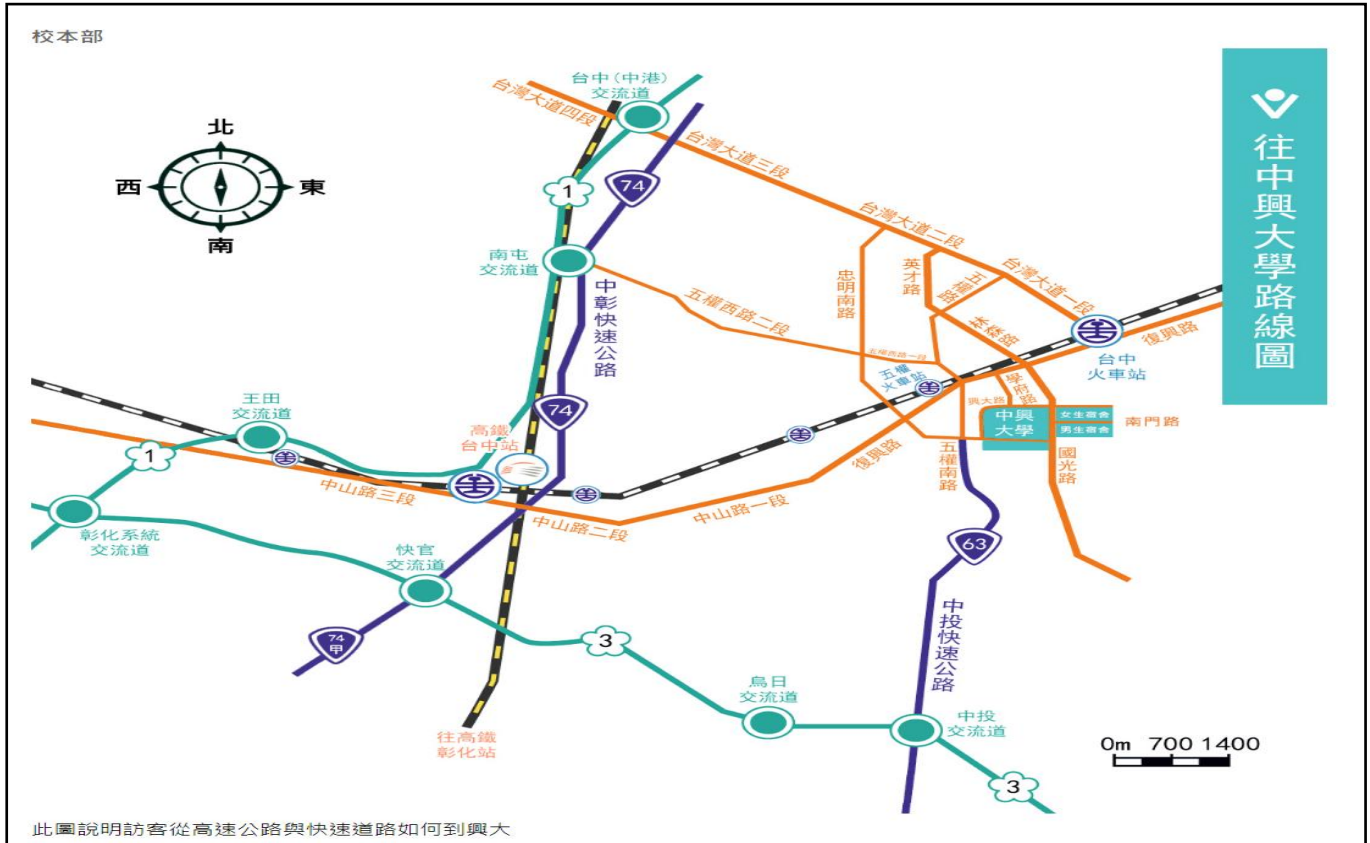 校本部
往中興大學路線圖
台中(中港)
交流道
台灣大道四段
台灣大道三段
台灣大道二段
台灣大道一段
北
西
東
南
1
74
南屯
交流道
中彰快速公路
忠明南路
英才路
五權路
林森路
五權西路二段
五權西路一段
五權
火車站
台中
火車站
復興路
學府路
興大路
中興
大學
女生宿舍
男生宿舍
南門路
國光路
王田
交流道
1
高鐵
台中站
74
中山路三段
中山路二段
中山路一段
復興路
五權南路
彰化系統
交流道
快官
交流道
74
甲
3
63
中投快速公路
烏日
交流道
中投
交流道
往高鐵
彰化站
3
0m 700 1400
此圖說明訪客從高速公路與快速道路如何到興大